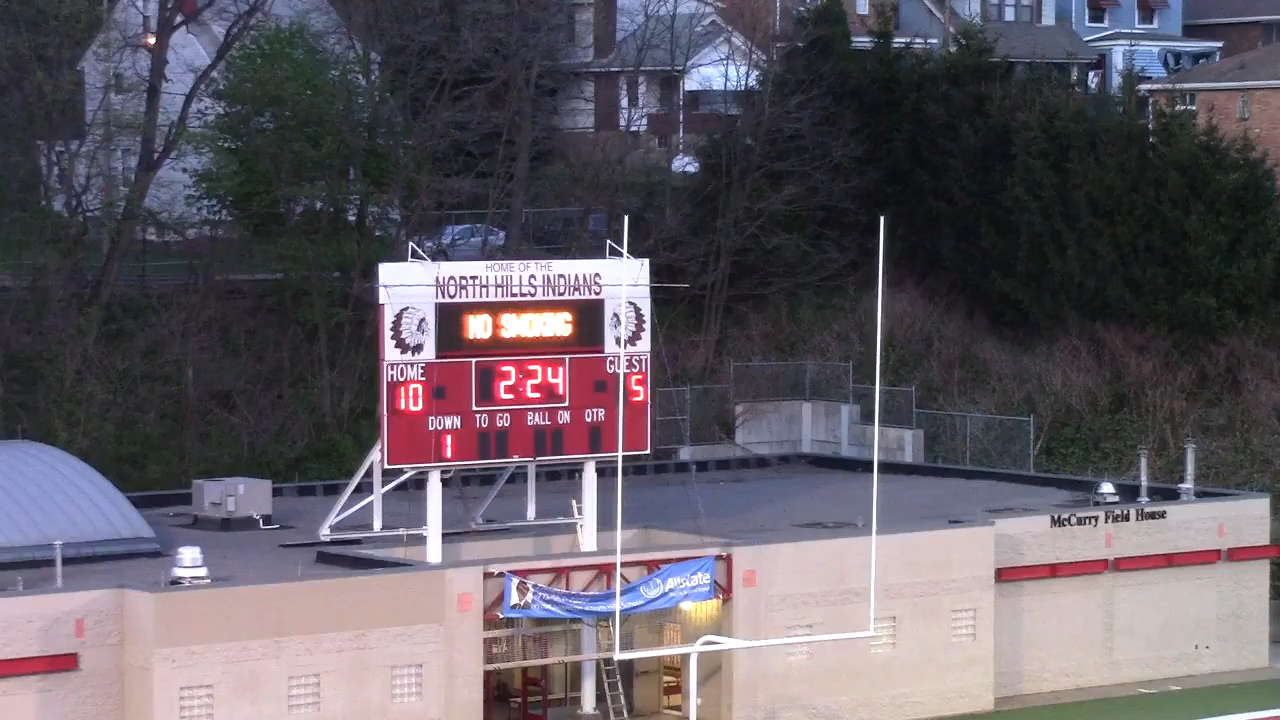 HOME OF THE
NORTH HILLS INDIANS
NO SMOKING
HOME GUEST
10 2:24 5
DOWN TO GO BALL ON QTR
1
McCurry Field House
Allstate